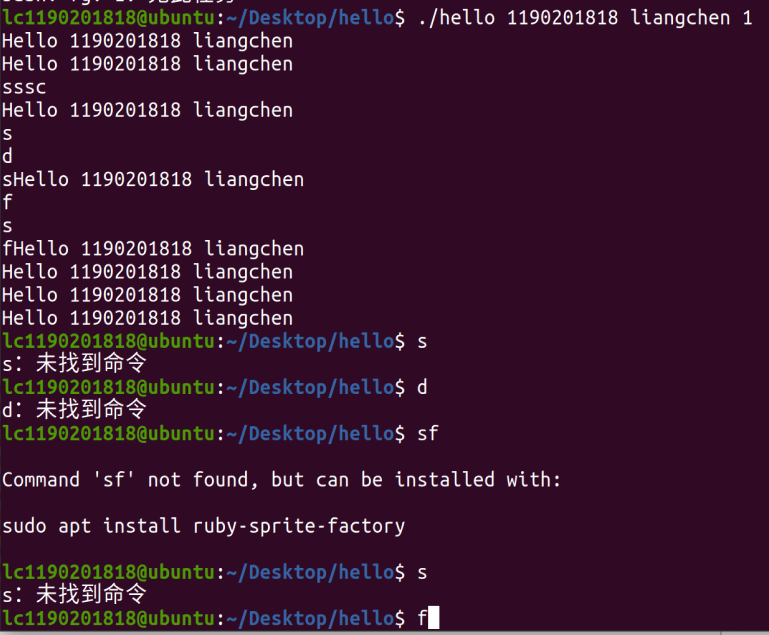 lc1190201818@ubuntu:~/Desktop/hello$ ./hello 1190201818 liangchen 1
Hello 1190201818 liangchen
Hello 1190201818 liangchen
sssc
Hello 1190201818 liangchen
s
d
sHello 1190201818 liangchen
f
s
fHello 1190201818 liangchen
Hello 1190201818 liangchen
Hello 1190201818 liangchen
Hello 1190201818 liangchen
lc1190201818@ubuntu:~/Desktop/hello$ s
s：未找到命令
lc1190201818@ubuntu:~/Desktop/hello$ d
d：未找到命令
lc1190201818@ubuntu:~/Desktop/hello$ sf
Command 'sf' not found, but can be installed with:
sudo apt install ruby-sprite-factory
lc1190201818@ubuntu:~/Desktop/hello$ s
s：未找到命令
lc1190201818@ubuntu:~/Desktop/hello$ f